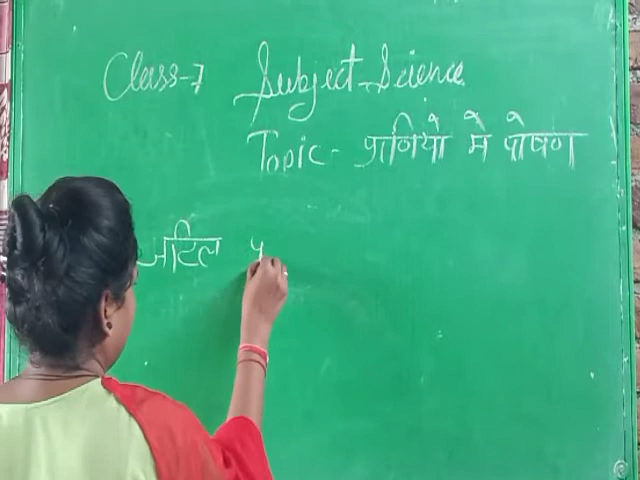 Class-7 Subject-Science
Topic- प्राणियो मे पोषण
जटिल